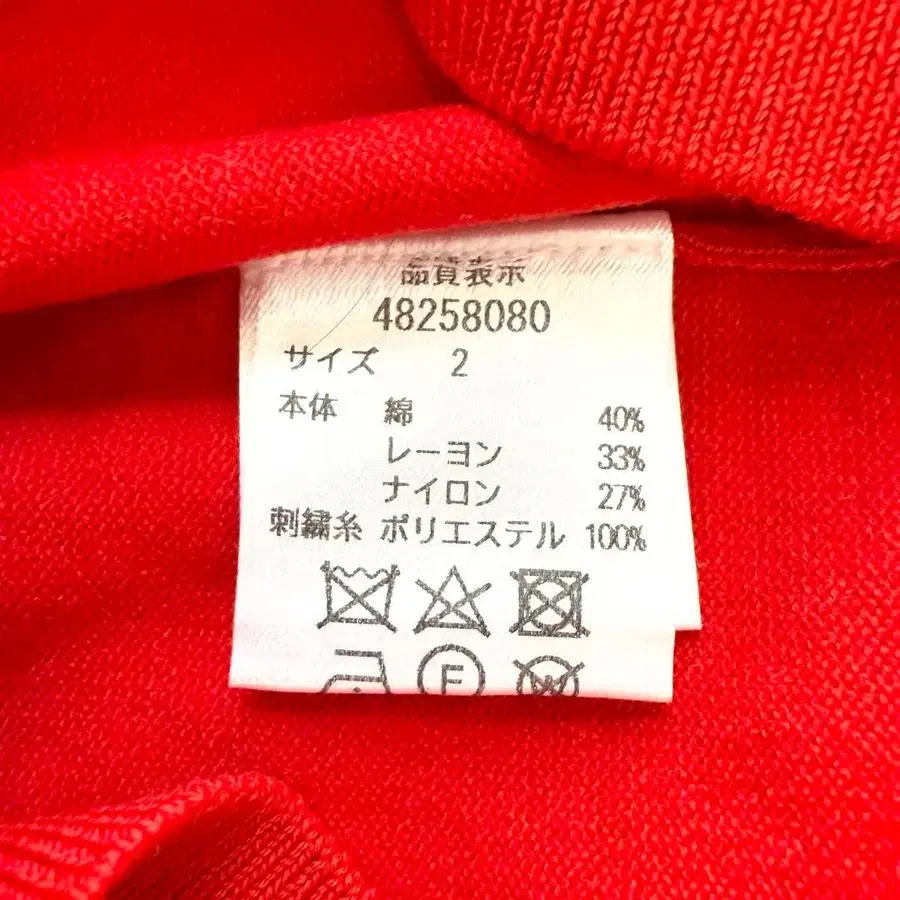 品質表示
48258080
サイズ 2
本体 綿 40%
レーヨン 33%
ナイロン 27%
刺繍糸 ポリエステル 100%
F W